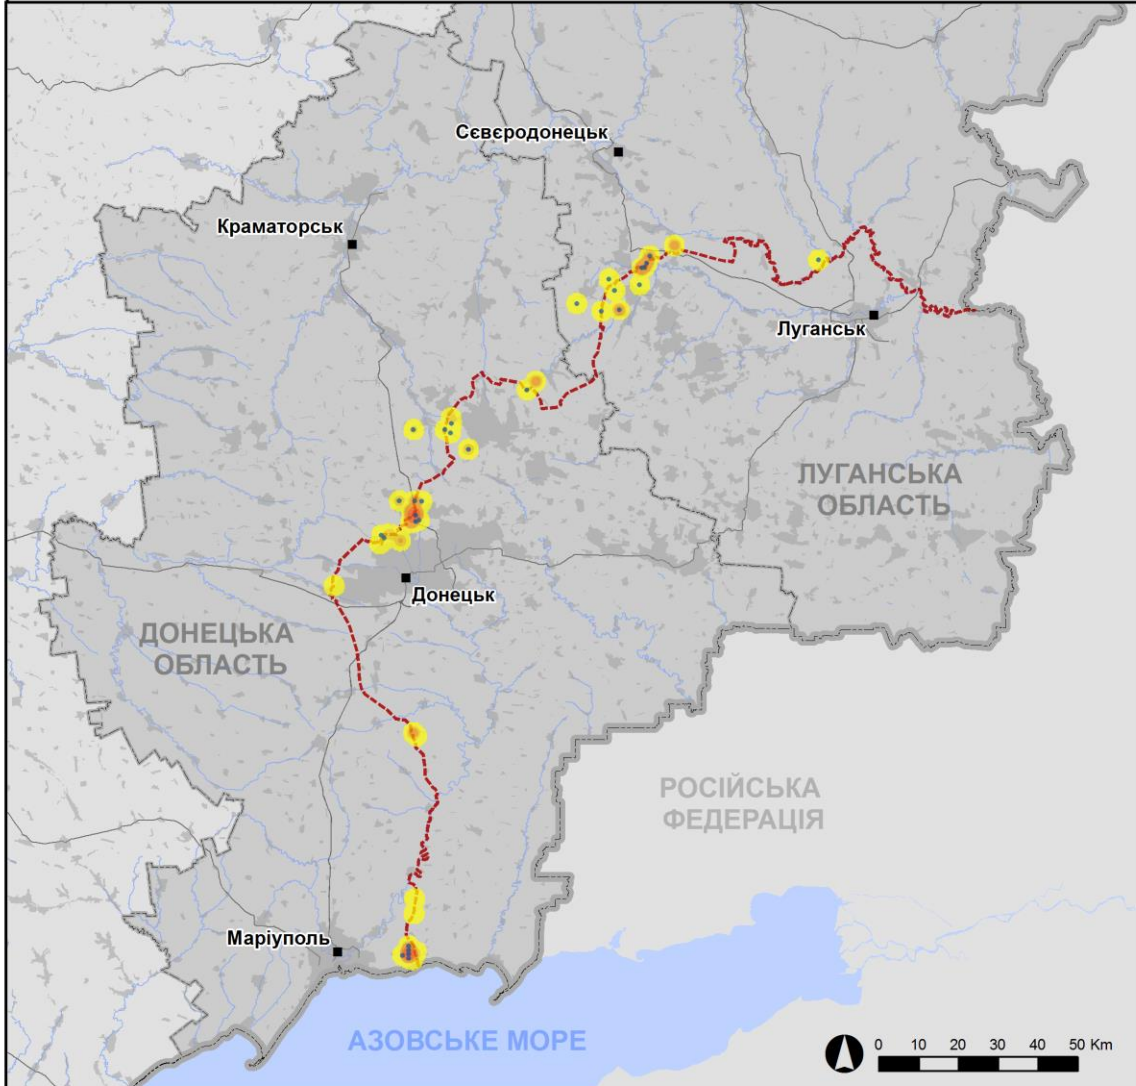 Сєвєродонецьк
Краматорськ
Луганськ
ЛУГАНСЬКА
ОБЛАСТЬ
Донецьк
ДОНЕЦЬКА
ОБЛАСТЬ
РОСІЙСЬКА
ФЕДЕРАЦІЯ
Маріуполь
АЗОВСЬКЕ МОРЕ
0 10 20 30 40 50 Km